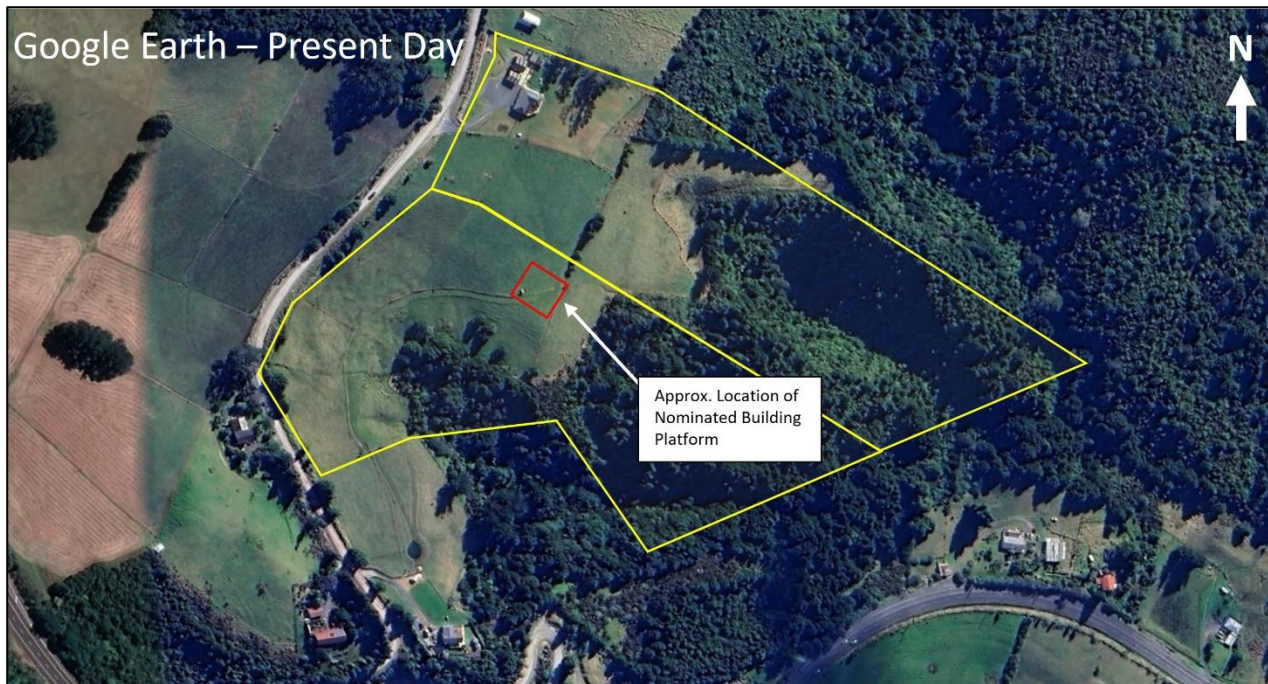 Google Earth – Present Day
N
Approx. Location of
Nominated Building
Platform